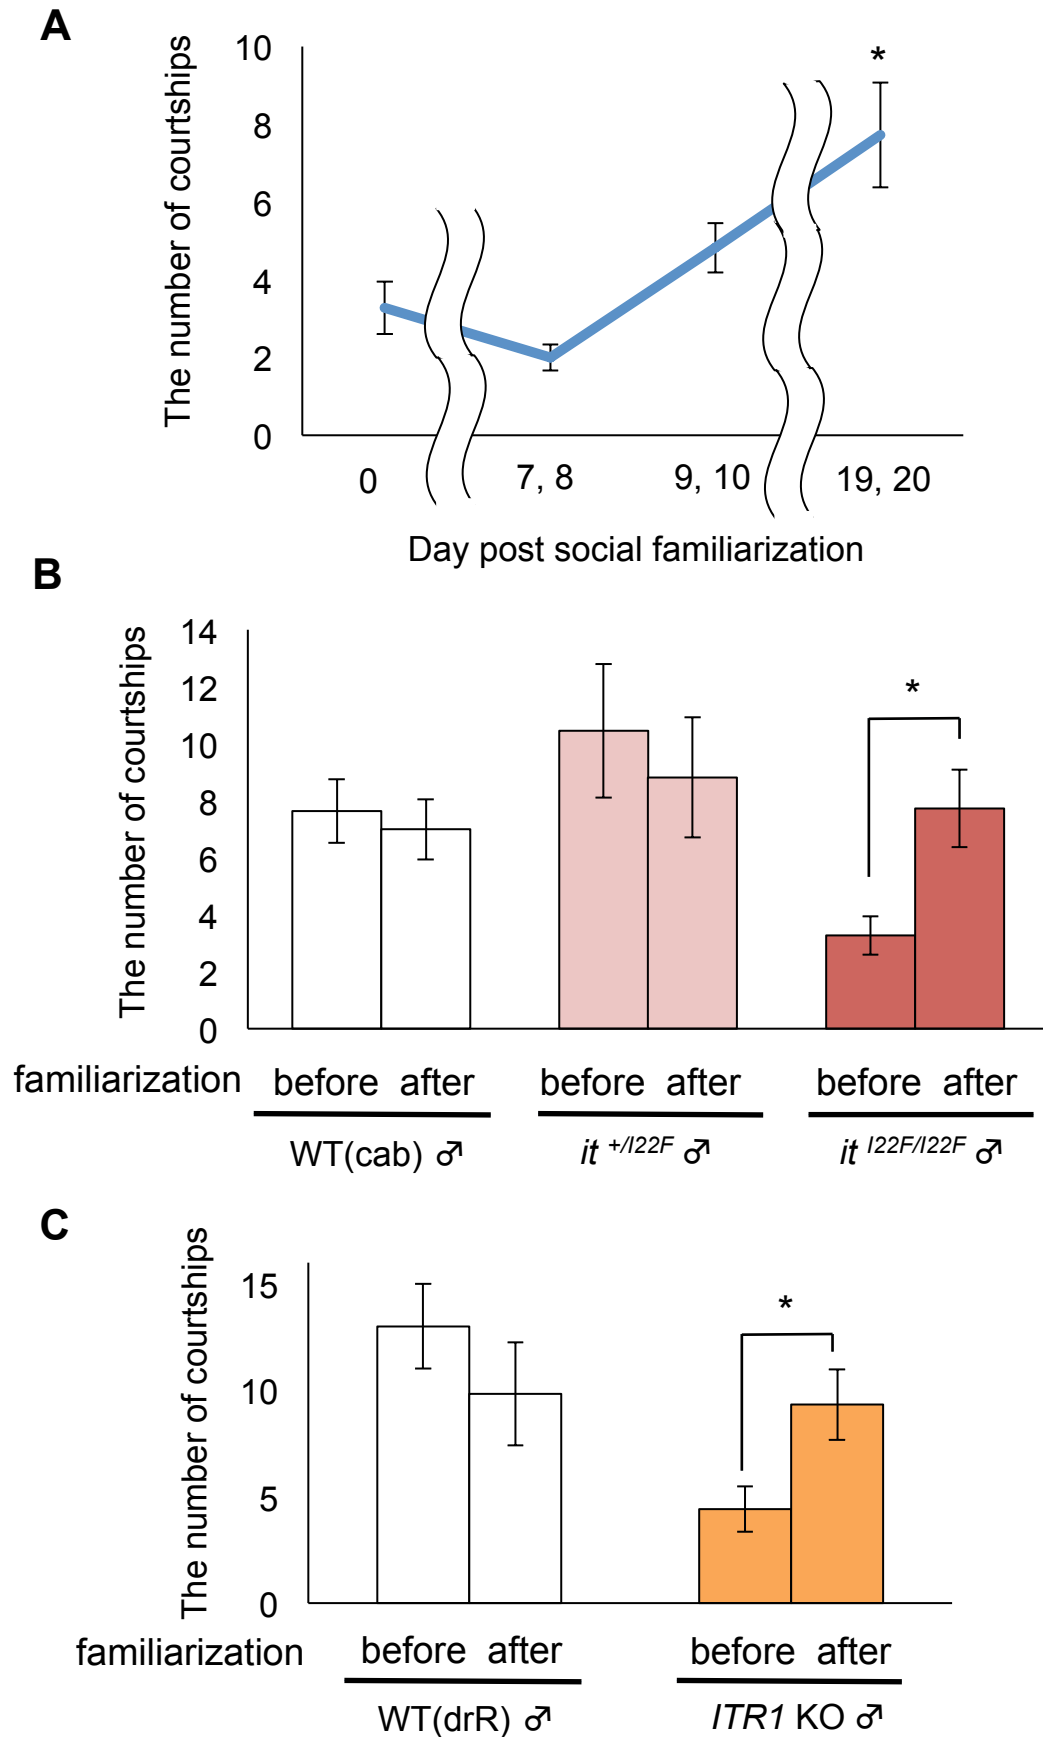 A
The number of courtships
10
8
6
4
2
0
*
0 7, 8 9, 10 19, 20
Day post social familiarization
B
The number of courtships
14
12
10
8
6
4
2
0
*
familiarization before after before after before after
WT(cab) ♂ it +/I22F ♂ it I22F/I22F ♂
C
The number of courtships
15
10
5
0
*
familiarization before after before after
WT(drR) ♂ ITR1 KO ♂